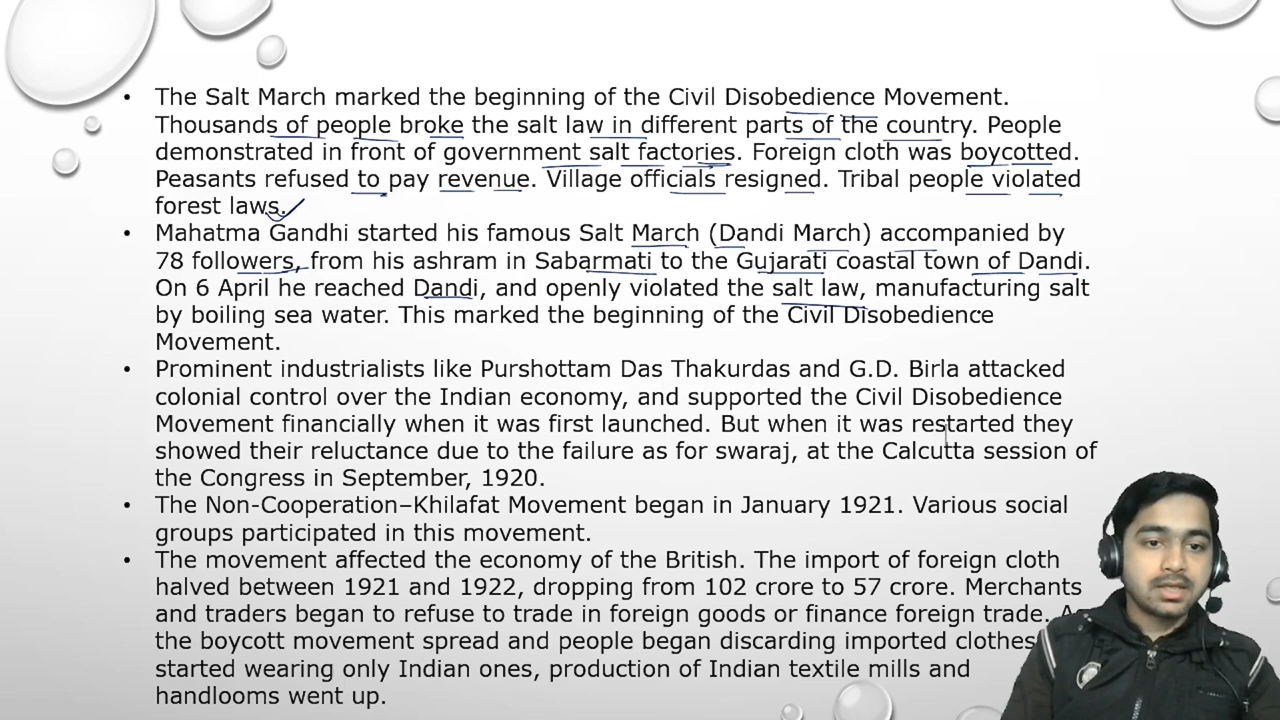 • The Salt March marked the beginning of the Civil Disobedience Movement.
Thousands of people broke the salt law in different parts of the country. People
demonstrated in front of government salt factories. Foreign cloth was boycotted.
Peasants refused to pay revenue. Village officials resigned. Tribal people violated
forest laws.
• Mahatma Gandhi started his famous Salt March (Dandi March) accompanied by
78 followers, from his ashram in Sabarmati to the Gujarati coastal town of Dandi.
On 6 April he reached Dandi, and openly violated the salt law, manufacturing salt
by boiling sea water. This marked the beginning of the Civil Disobedience
Movement.
• Prominent industrialists like Purshottam Das Thakurdas and G.D. Birla attacked
colonial control over the Indian economy, and supported the Civil Disobedience
Movement financially when it was first launched. But when it was restarted they
showed their reluctance due to the failure as for swaraj, at the Calcutta session of
the Congress in September, 1920.
• The Non-Cooperation–Khilafat Movement began in January 1921. Various social
groups participated in this movement.
• The movement affected the economy of the British. The import of foreign cloth
halved between 1921 and 1922, dropping from 102 crore to 57 crore. Merchants
and traders began to refuse to trade in foreign goods or finance foreign trade.
the boycott movement spread and people began discarding imported clothes
started wearing only Indian ones, production of Indian textile mills and
handlooms went up.